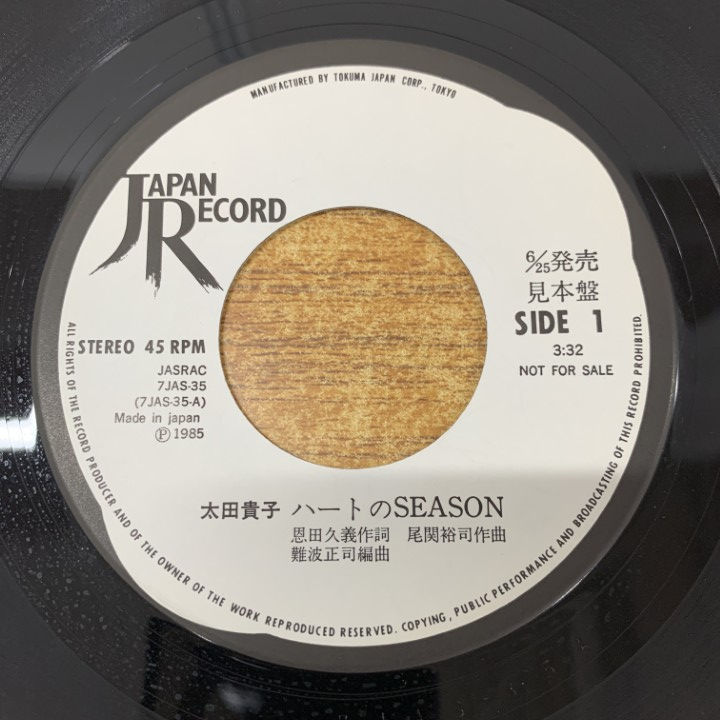 MANUFACTURED BY TOKUMA JAPAN CORP., TOKYO
JAPAN
RECORD
6/25発売
見本盤
SIDE 1
3:32
NOT FOR SALE
STEREO 45 RPM
JASRAC
7JAS-35
(7JAS-35-A)
Made in japan
Ⓟ1985
太田貴子 ハートのSEASON
恩田久義作詞 尾関裕司作曲
難波正司編曲
ALL RIGHTS OF THE RECORD PRODUCER AND OF THE OWNER OF THE WORK REPRODUCED RESERVED. COPYING, PUBLIC PERFORMANCE AND BROADCASTING OF THIS RECORD PROHIBITED.